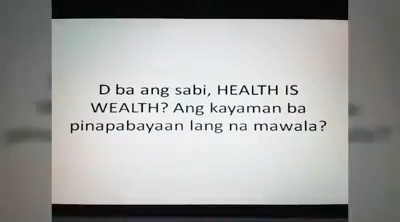 D ba ang sabi, HEALTH IS
WEALTH? Ang kayaman ba
pinapabayaan lang na mawala?